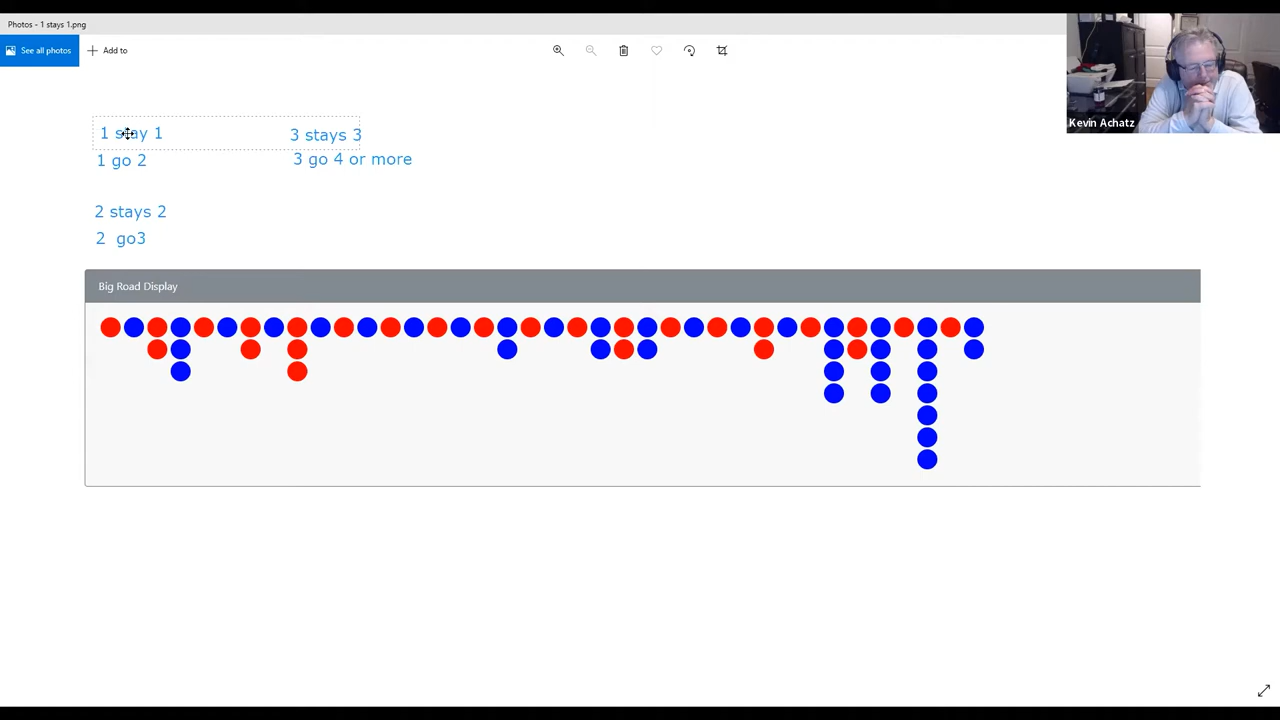 Photos - 1 stays 1.png
See all photos
Add to
Kevin Achatz
1 stay 1
1 go 2
3 stays 3
3 go 4 or more
2 stays 2
2 go3
Big Road Display